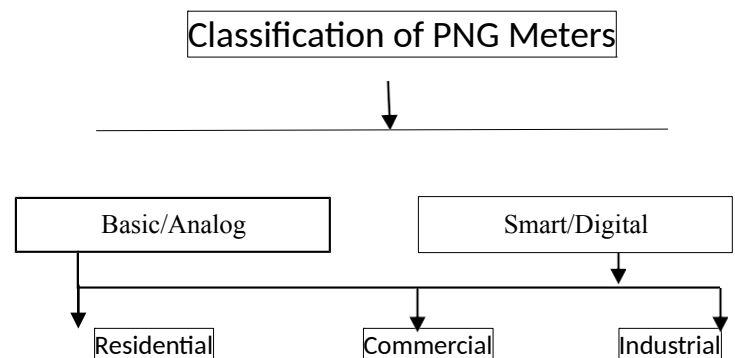 Classification of PNG Meters
Basic/Analog
Smart/Digital
Residential
Commercial
Industrial